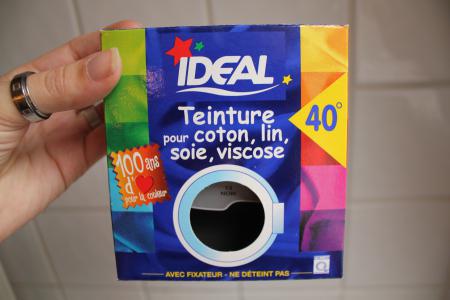 IDEAL
Teinture
pour coton, lin,
soie, viscose
40°
100 ans
d'
pour la couleur
AVEC FIXATEUR - NE DÉTEINT PAS